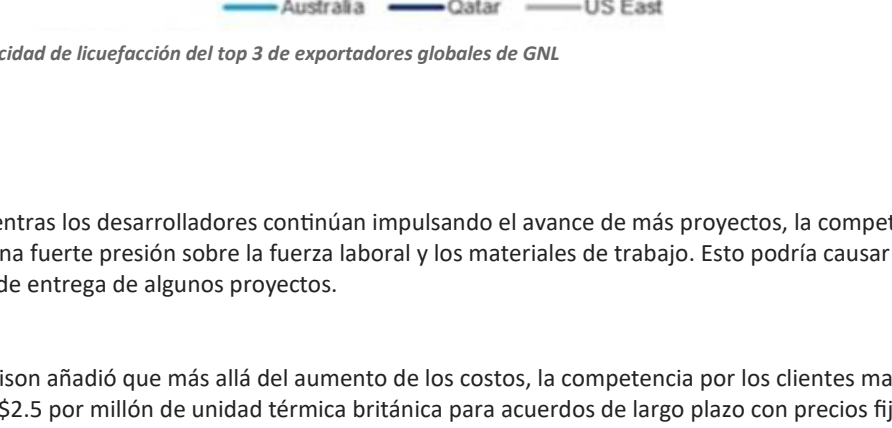 Australia Qatar US East
cidad de licuefacción del top 3 de exportadores globales de GNL
entras los desarrolladores continúan impulsando el avance de más proyectos, la compet
na fuerte presión sobre la fuerza laboral y los materiales de trabajo. Esto podría causar
de entrega de algunos proyectos.
ison añadió que más allá del aumento de los costos, la competencia por los clientes ma
$2.5 por millón de unidad térmica británica para acuerdos de largo plazo con precios fij